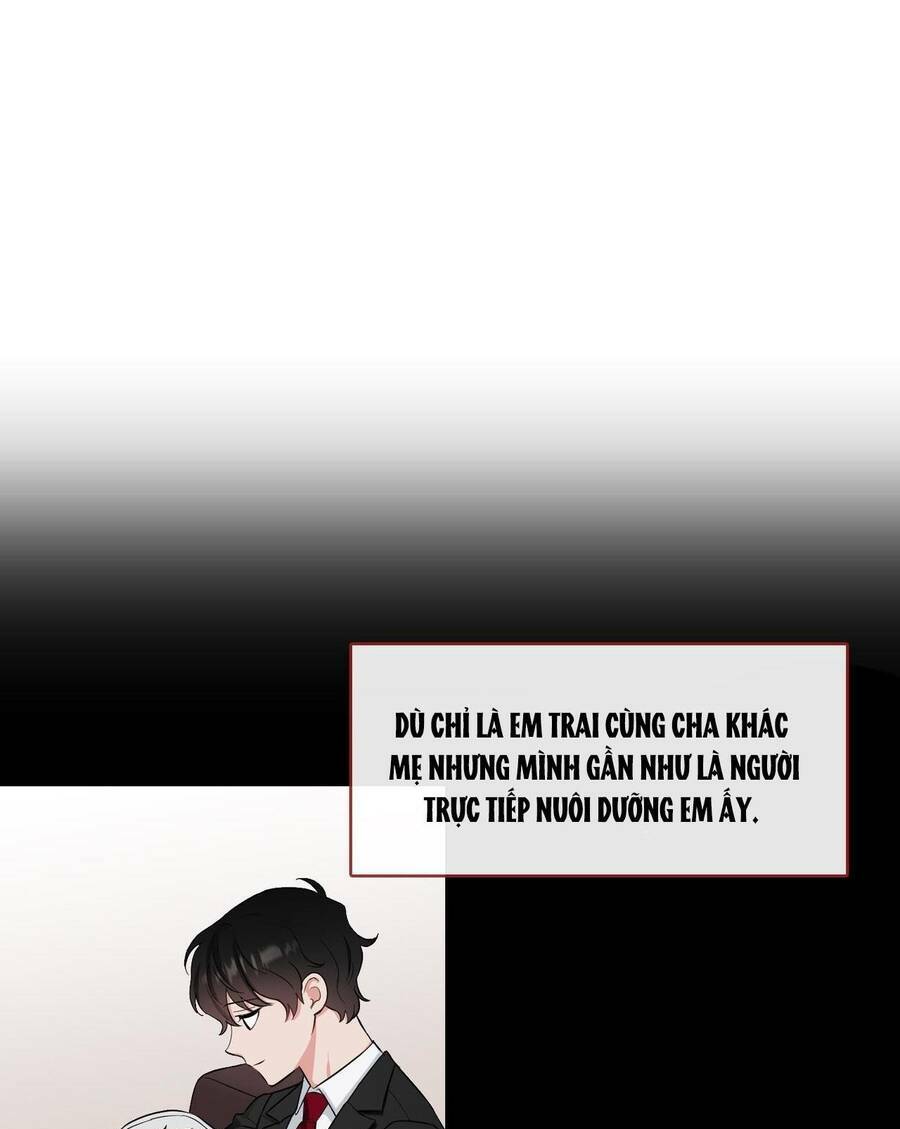 DÙ CHỈ LÀ EM TRAI CÙNG CHA KHÁC
MẸ NHƯNG MÌNH GẦN NHƯ LÀ NGƯỜI
TRỰC TIẾP NUÔI DƯỠNG EM ẤY.